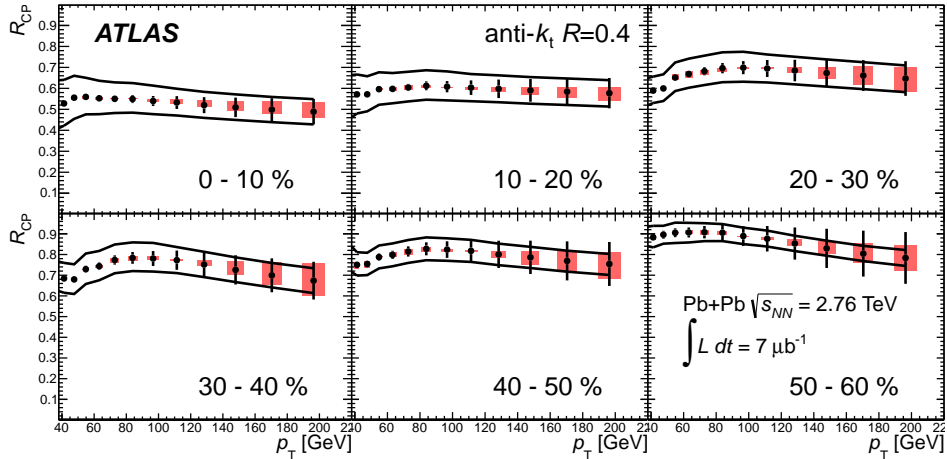 R_CP
0.9
0.8
0.7
0.6
0.5
0.4
0.3
0.2
0.1
ATLAS
0 - 10 %
anti-k_t R=0.4
10 - 20 %
20 - 30 %
R_CP
0.9
0.8
0.7
0.6
0.5
0.4
0.3
0.2
0.1
30 - 40 %
40 - 50 %
Pb+Pb √s_NN = 2.76 TeV
∫ L dt = 7 μb⁻¹
50 - 60 %
40 60 80 100 120 140 160 180 200 22
40 60 80 100 120 140 160 180 200 22
40 60 80 100 120 140 160 180 200 22
p_T [GeV]
p_T [GeV]
p_T [GeV]